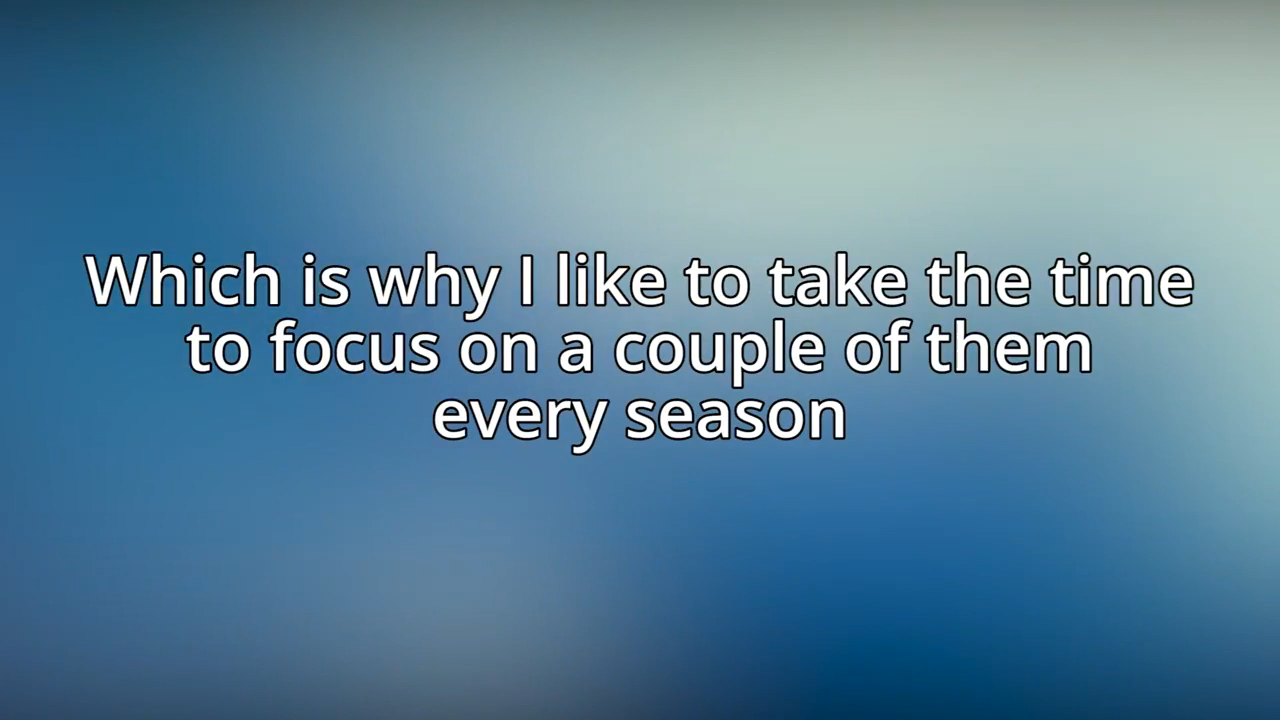 Which is why I like to take the time
to focus on a couple of them
every season